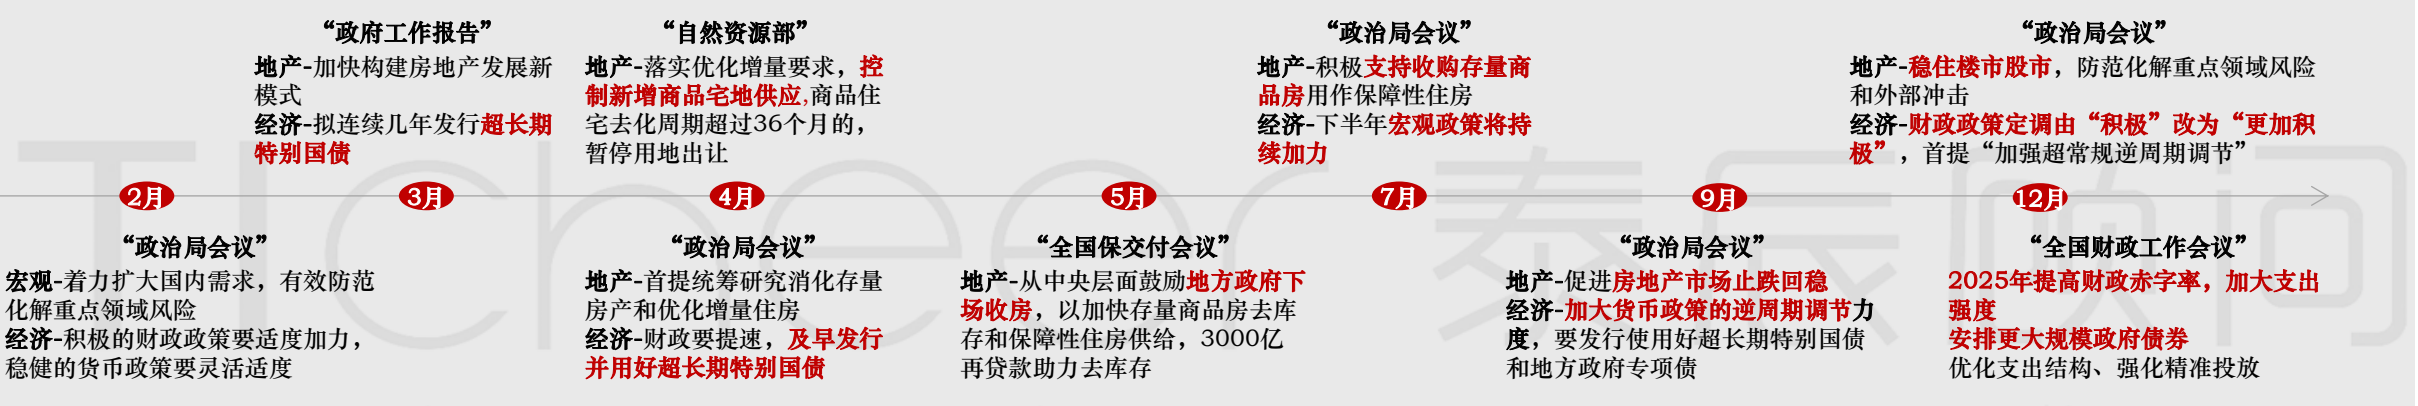 “政府工作报告”
地产-加快构建房地产发展新
模式
经济-拟连续几年发行超长期
特别国债
“自然资源部”
地产-落实优化增量要求，控
制新增商品宅地供应,商品住
宅去化周期超过36个月的，
暂停用地出让
“政治局会议”
地产-积极支持收购存量商
品房用作保障性住房
经济-下半年宏观政策将持
续加力
“政治局会议”
地产-稳住楼市股市，防范化解重点领域风险
和外部冲击
经济-财政政策定调由“积极”改为“更加积
极”，首提“加强超常规逆周期调节”
2月
3月
4月
5月
7月
9月
12月
“政治局会议”
宏观-着力扩大国内需求，有效防范
化解重点领域风险
经济-积极的财政政策要适度加力，
稳健的货币政策要灵活适度
“政治局会议”
地产-首提统筹研究消化存量
房产和优化增量住房
经济-财政要提速，及早发行
并用好超长期特别国债
“全国保交付会议”
地产-从中央层面鼓励地方政府下
场收房，以加快存量商品房去库
存和保障性住房供给，3000亿
再贷款助力去库存
“政治局会议”
地产-促进房地产市场止跌回稳
经济-加大货币政策的逆周期调节力
度，要发行使用好超长期特别国债
和地方政府专项债
“全国财政工作会议”
2025年提高财政赤字率，加大支出
强度
安排更大规模政府债券
优化支出结构、强化精准投放
TIcheer 泰辰顾问